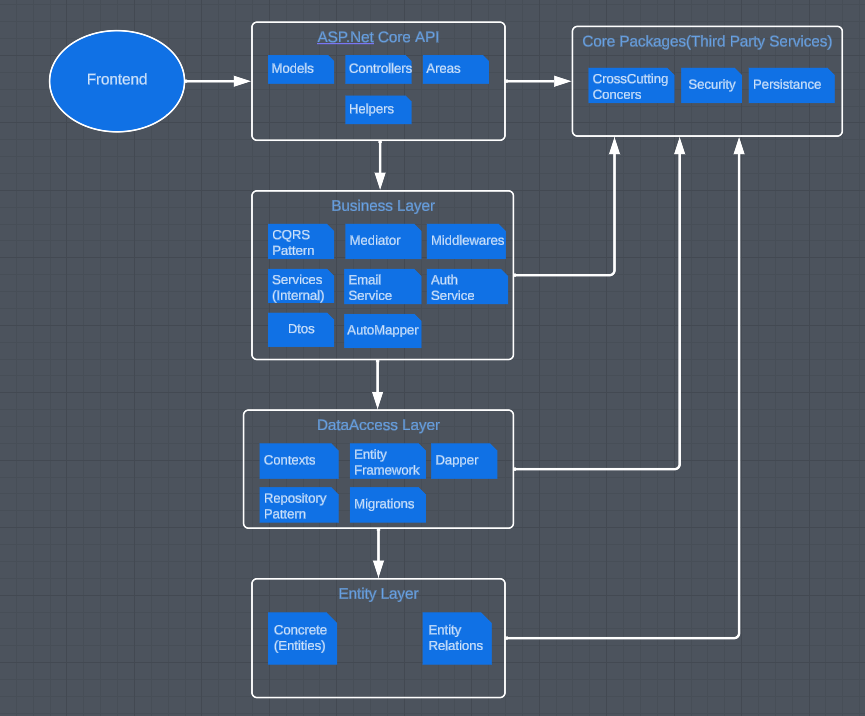 Frontend
ASP.Net Core API
Models
Controllers
Areas
Helpers
Core Packages(Third Party Services)
CrossCutting
Concers
Security
Persistance
Business Layer
CQRS
Pattern
Mediator
Middlewares
Services
(Internal)
Email
Service
Auth
Service
Dtos
AutoMapper
DataAccess Layer
Contexts
Entity
Framework
Dapper
Repository
Pattern
Migrations
Entity Layer
Concrete
(Entities)
Entity
Relations